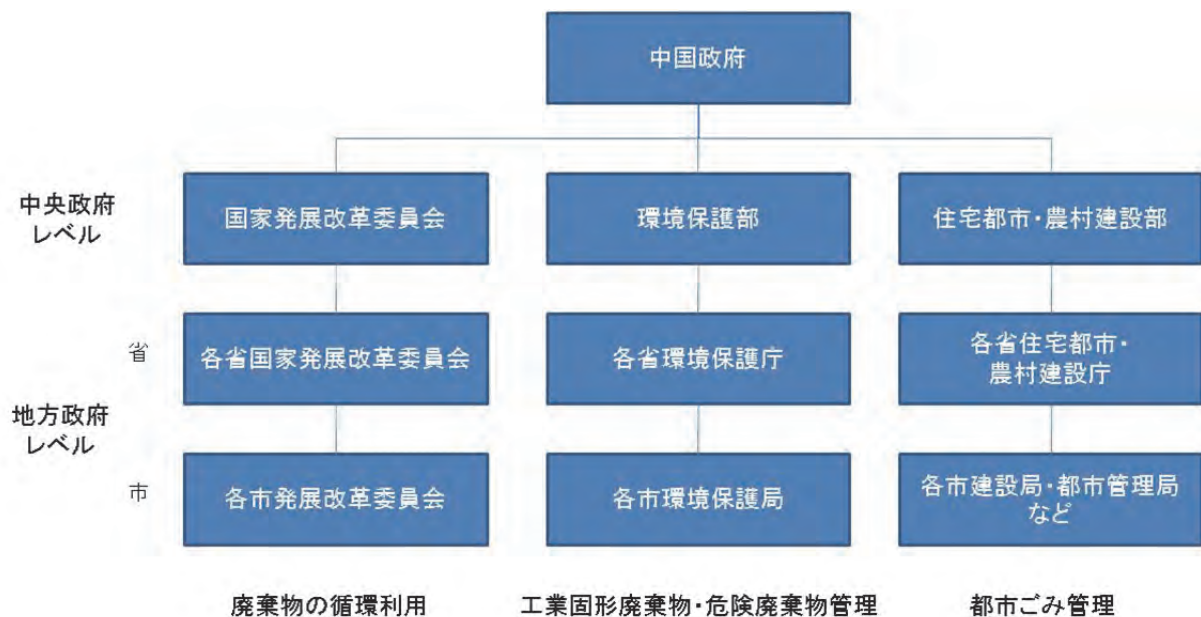 中国政府
中央政府
レベル
国家発展改革委員会
環境保護部
住宅都市・農村建設部
省
各省国家発展改革委員会
各省環境保護庁
各省住宅都市・
農村建設庁
地方政府
レベル
市
各市発展改革委員会
各市環境保護局
各市建設局・都市管理局
など
廃棄物の循環利用
工業固形廃棄物・危険廃棄物管理
都市ごみ管理